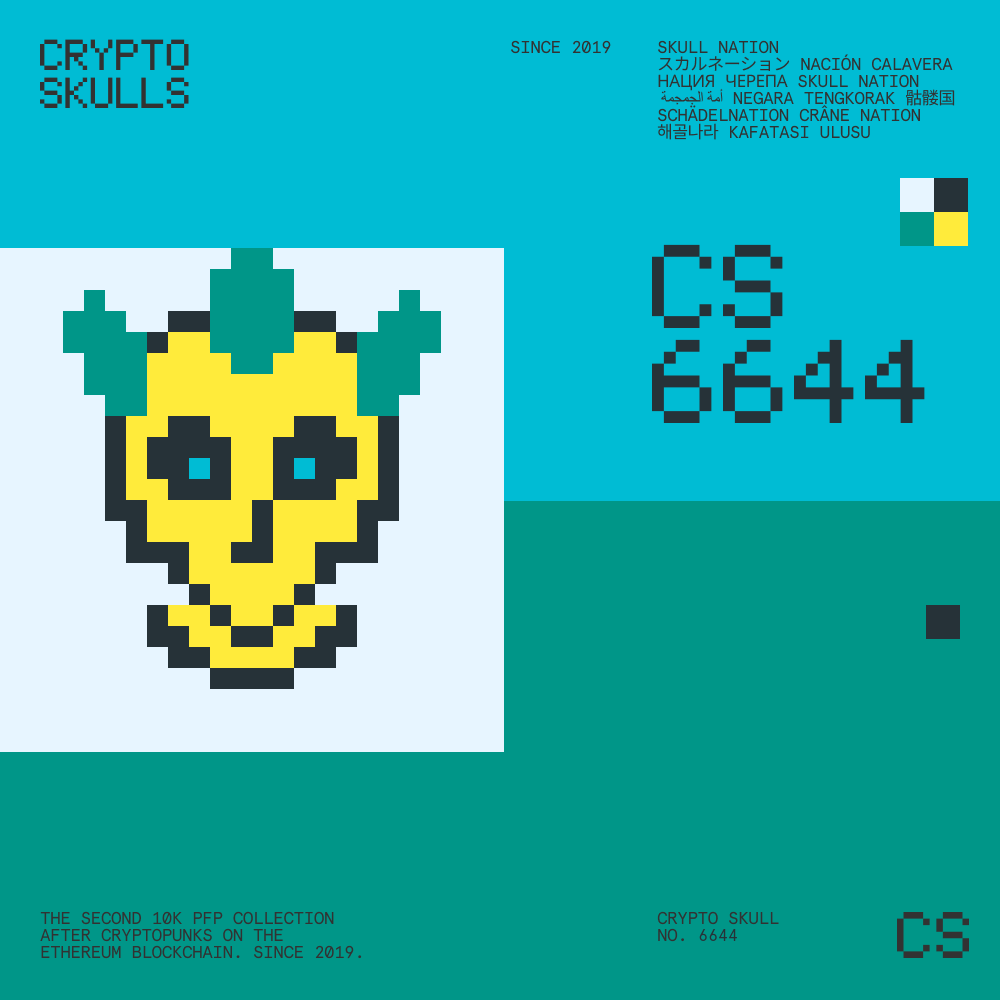 CRYPTO
SKULLS
SINCE 2019
SKULL NATION
スカルネーション NACIÓN CALAVERA
НАЦИЯ ЧЕРЕПА SKULL NATION
أمة الجمجمة NEGARA TENGKORAK 骷髅国
SCHÄDELNATION CRÂNE NATION
해골나라 KAFATASI ULUSU
CS
6644
THE SECOND 10K PFP COLLECTION
AFTER CRYPTOPUNKS ON THE
ETHEREUM BLOCKCHAIN. SINCE 2019.
CRYPTO SKULL
NO. 6644
CS